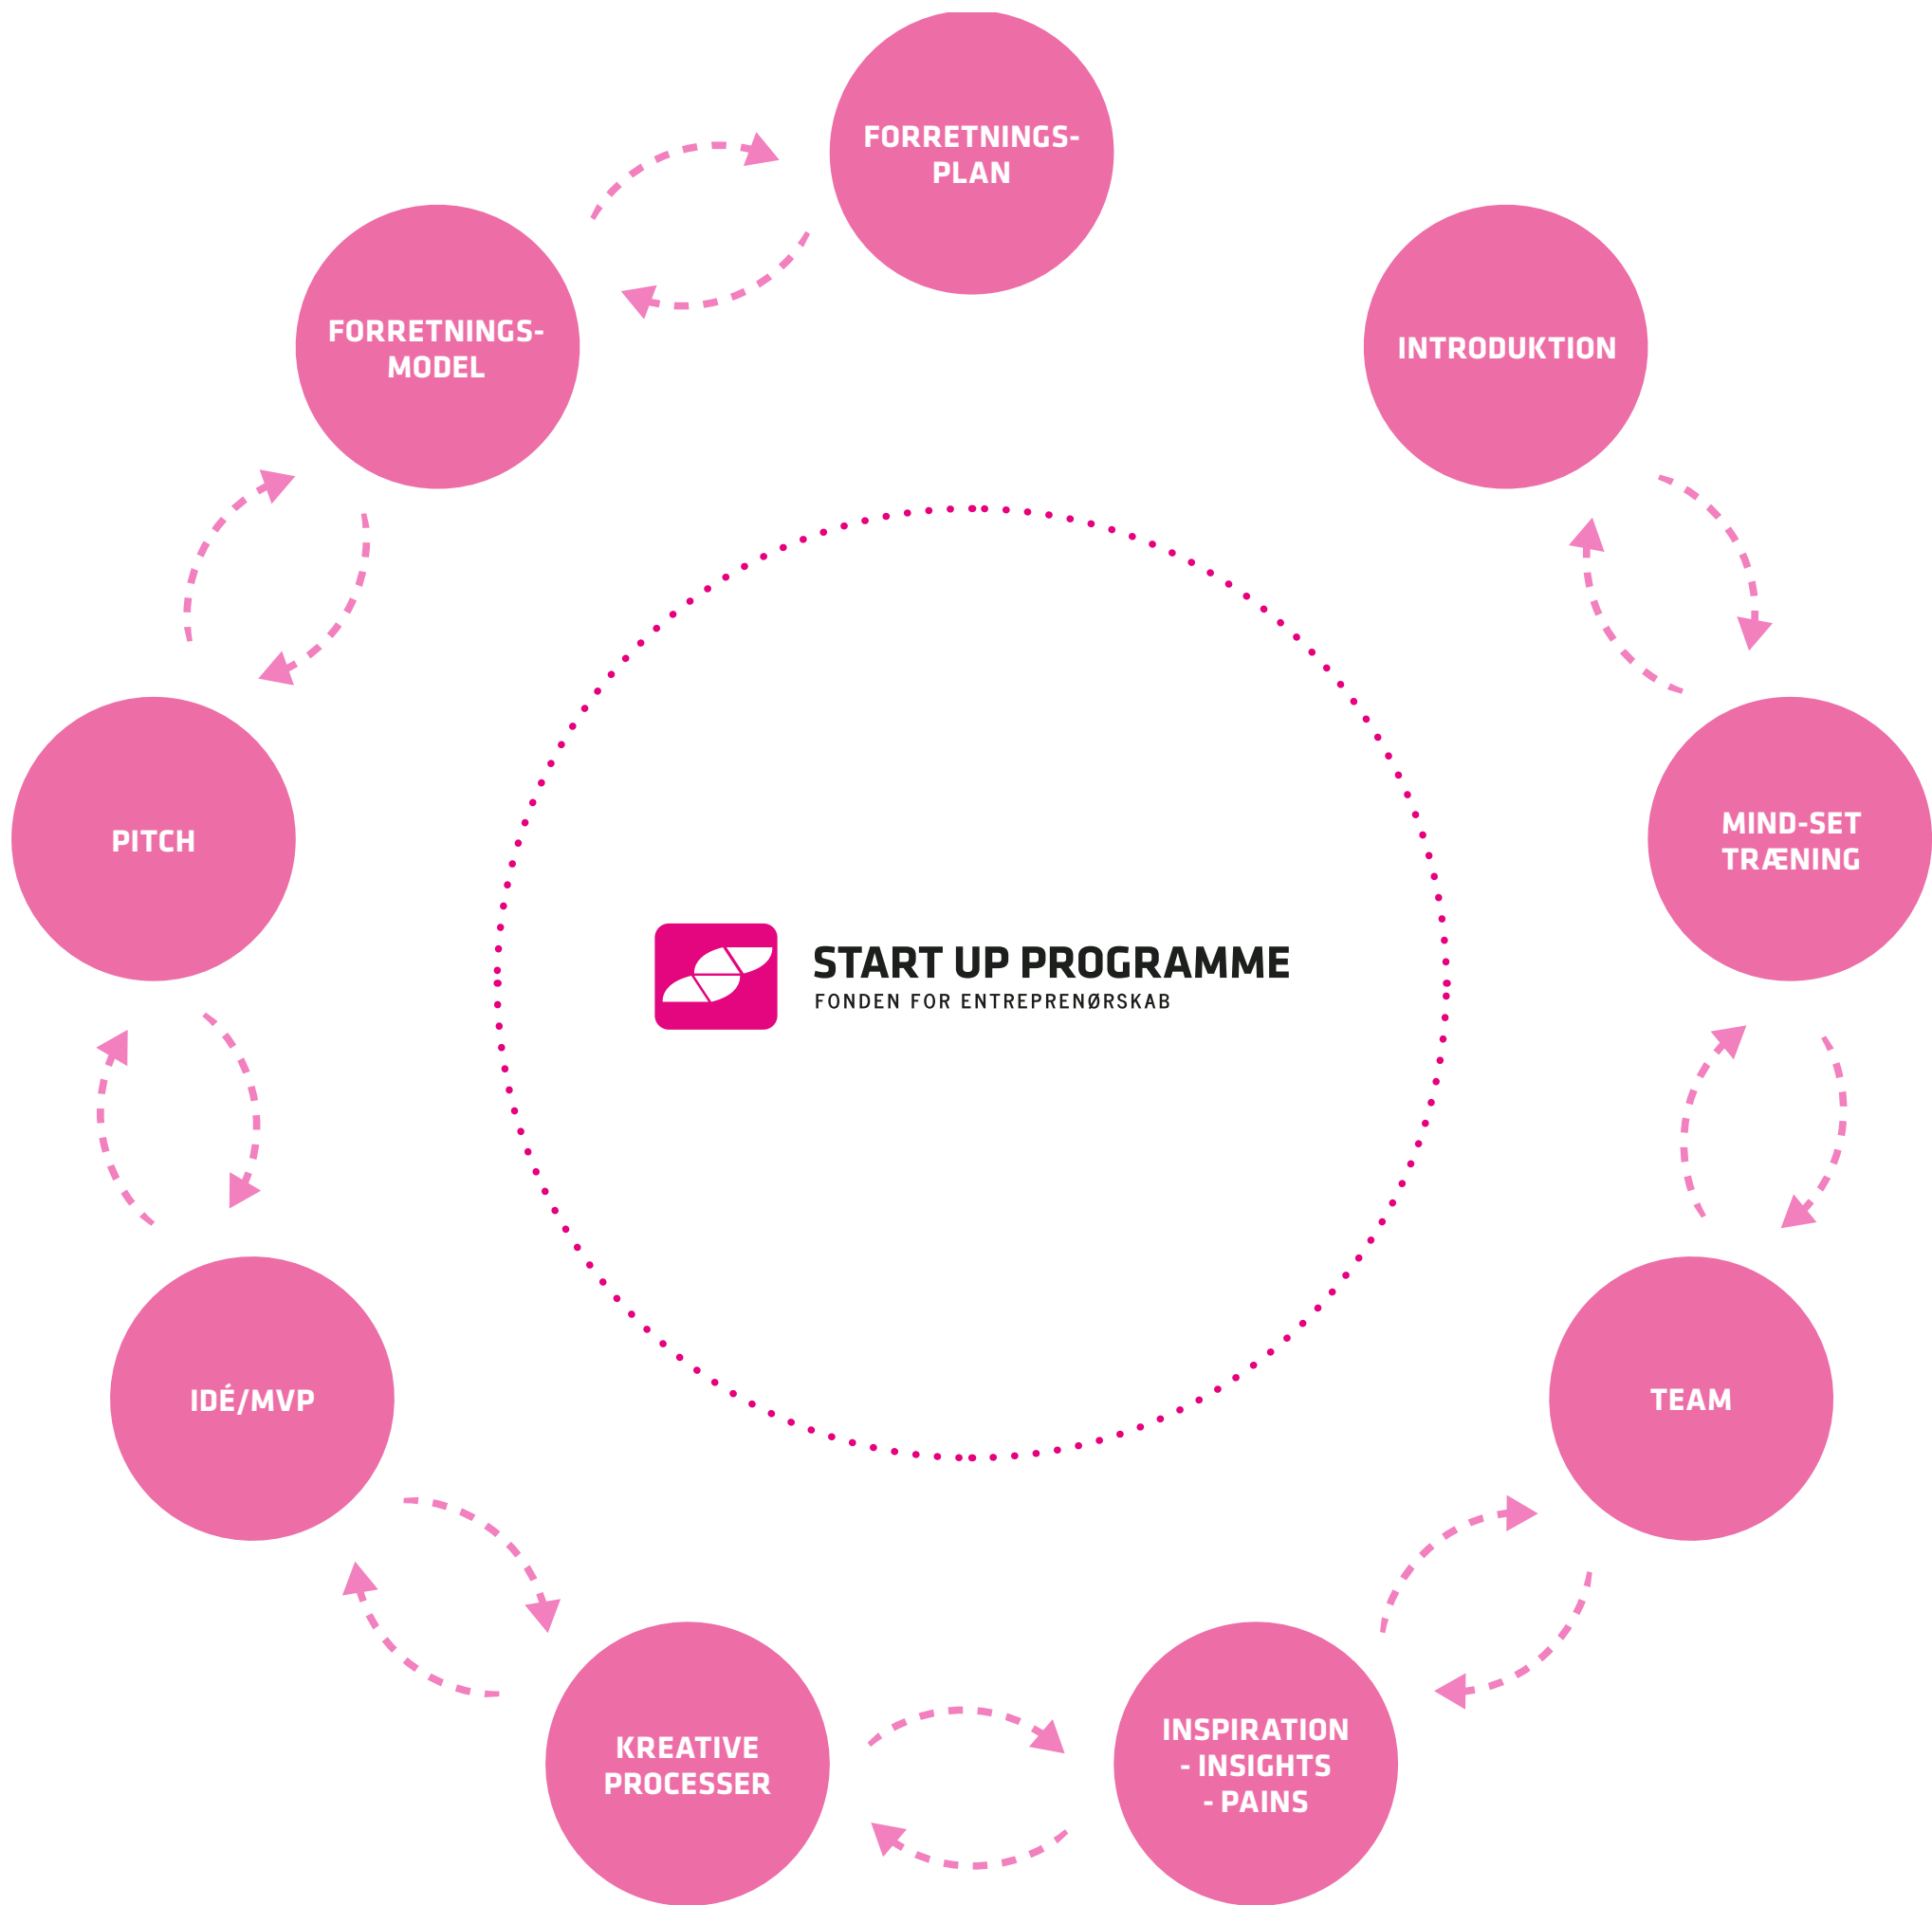 FORRETNINGS-
PLAN
INTRODUKTION
MIND-SET
TRÆNING
TEAM
INSPIRATION
- INSIGHTS
- PAINS
KREATIVE
PROCESSER
IDÉ/MVP
PITCH
FORRETNINGS-
MODEL
START UP PROGRAMME
FONDEN FOR ENTREPRENØRSKAB